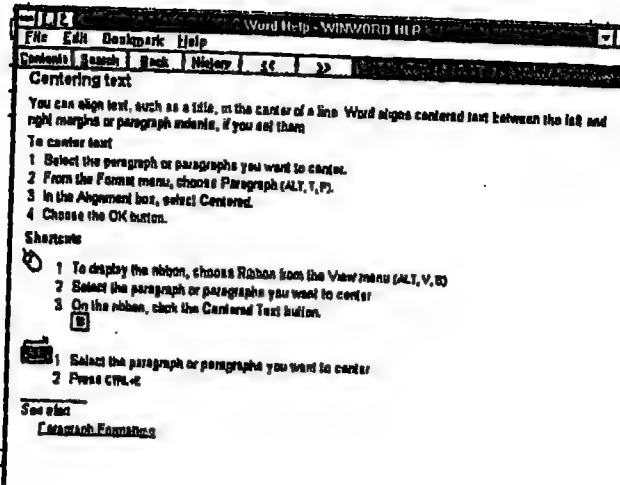 Word Help - WINWORD.HLP
File Edit Bookmark Help
Contents Search Back History << >>
Centering text
You can align text, such as a title, in the center of a line. Word aligns centered text between the left and
right margins or paragraph indents, if you set them
To center text
1 Select the paragraph or paragraphs you want to center.
2 From the Format menu, choose Paragraph (ALT, T, P).
3 In the Alignment box, select Centered.
4 Choose the OK button.
Shortcuts
1 To display the ribbon, choose Ribbon from the View menu (ALT, V, B)
2 Select the paragraph or paragraphs you want to center
3 On the ribbon, click the Centered Text button.
1 Select the paragraph or paragraphs you want to center
2 Press CTRL+E
See also
Paragraph Formatting